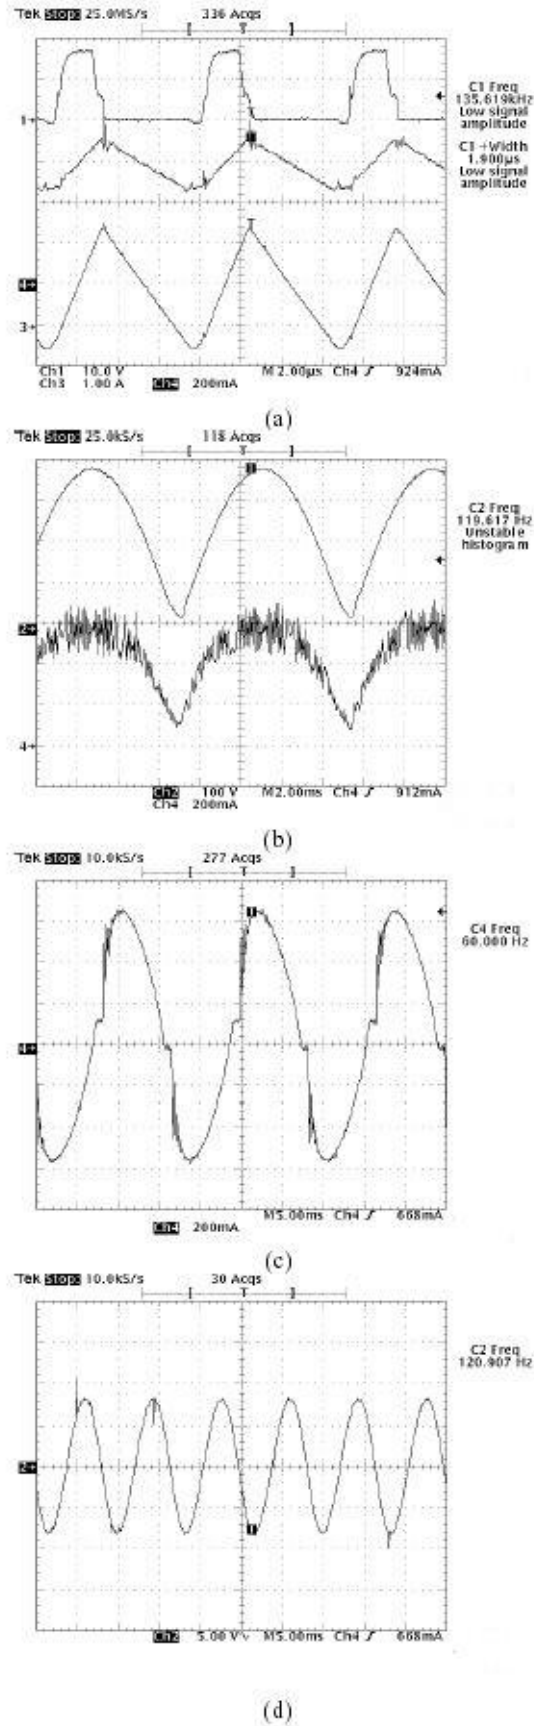 Tek Stop: 25.0MS/s 336 Acqs
C1 Freq
135.619kHz
Low signal
amplitude
C1 +Width
1.900µs
Low signal
amplitude
1→
4→
3→
Ch1 10.0 V M 2.00µs Ch4 ∫ 924mA
Ch3 1.00 A Ch4 200mA
(a)
Tek Stop: 25.0kS/s 118 Acqs
C2 Freq
119.617 Hz
Unstable
histogram
2→
4→
Ch2 100 V M2.00ms Ch4 ∫ 912mA
Ch4 200mA
(b)
Tek Stop: 10.0kS/s 277 Acqs
C4 Freq
60.000 Hz
4→
M5.00ms Ch4 ∫ 668mA
Ch4 200mA
(c)
Tek Stop: 10.0kS/s 30 Acqs
C2 Freq
120.907 Hz
2→
Ch2 5.00 V∿ M5.00ms Ch4 ∫ 668mA
(d)